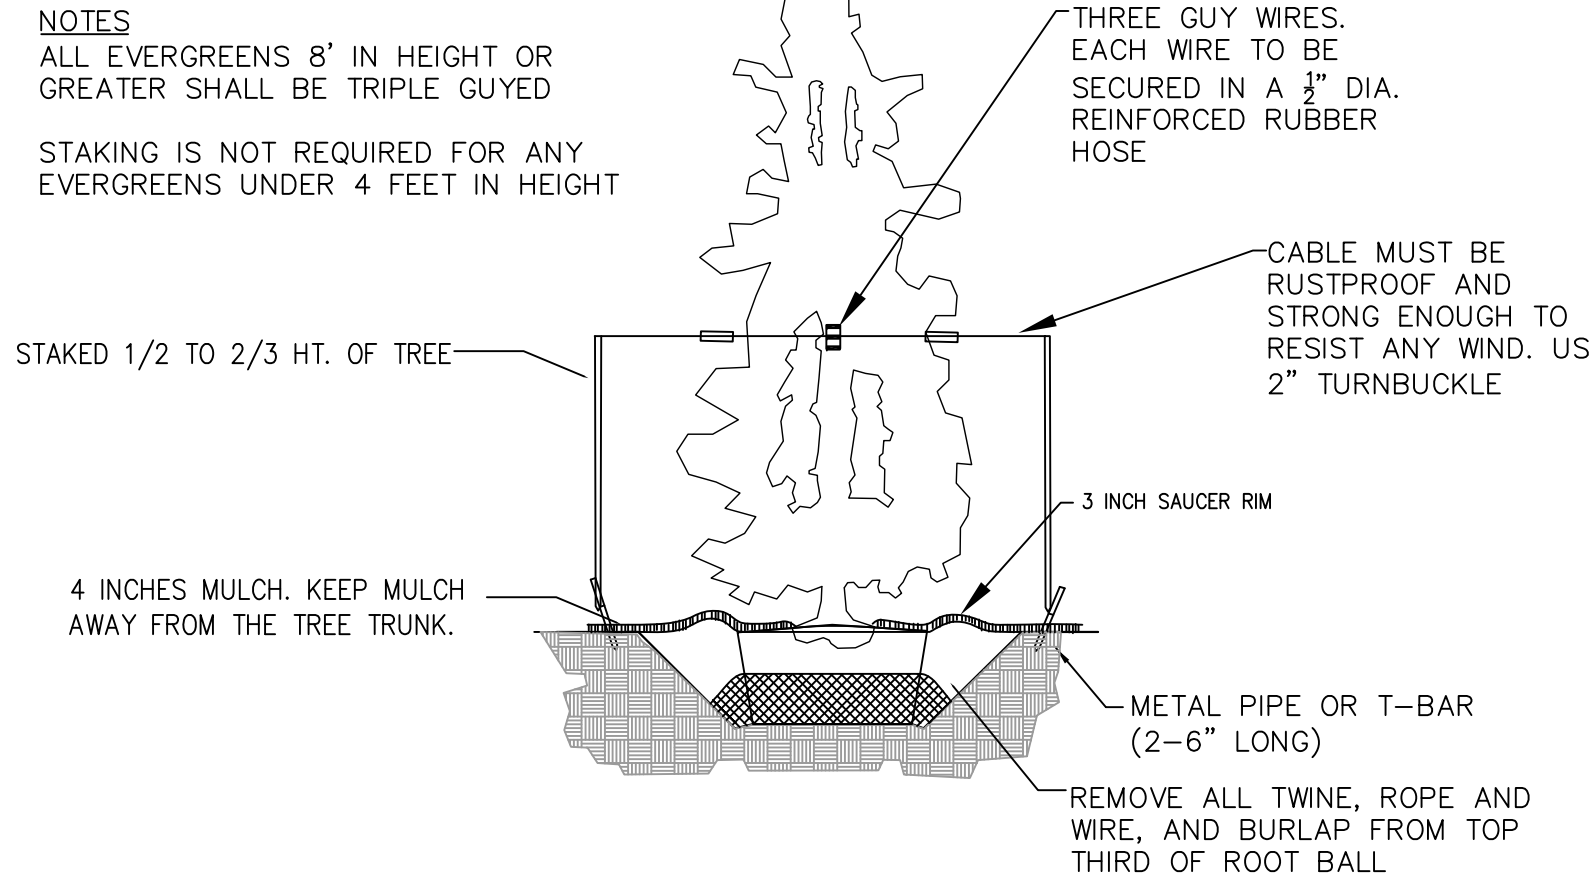 NOTES
ALL EVERGREENS 8' IN HEIGHT OR
GREATER SHALL BE TRIPLE GUYED
STAKING IS NOT REQUIRED FOR ANY
EVERGREENS UNDER 4 FEET IN HEIGHT
THREE GUY WIRES.
EACH WIRE TO BE
SECURED IN A ½" DIA.
REINFORCED RUBBER
HOSE
CABLE MUST BE
RUSTPROOF AND
STRONG ENOUGH TO
RESIST ANY WIND. US
2" TURNBUCKLE
STAKED 1/2 TO 2/3 HT. OF TREE
3 INCH SAUCER RIM
4 INCHES MULCH. KEEP MULCH
AWAY FROM THE TREE TRUNK.
METAL PIPE OR T-BAR
(2-6" LONG)
REMOVE ALL TWINE, ROPE AND
WIRE, AND BURLAP FROM TOP
THIRD OF ROOT BALL